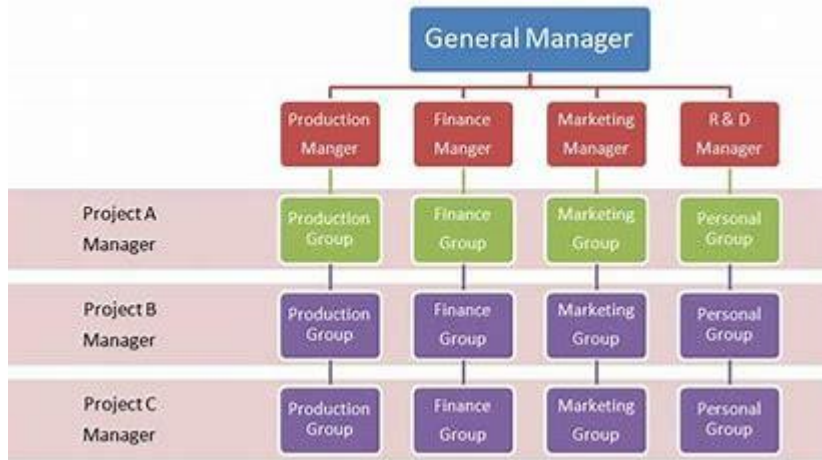 General Manager
Production
Manger
Finance
Manger
Marketing
Manager
R & D
Manager
Project A
Manager
Production
Group
Finance
Group
Marketing
Group
Personal
Group
Project B
Manager
Production
Group
Finance
Group
Marketing
Group
Personal
Group
Project C
Manager
Production
Group
Finance
Group
Marketing
Group
Personal
Group